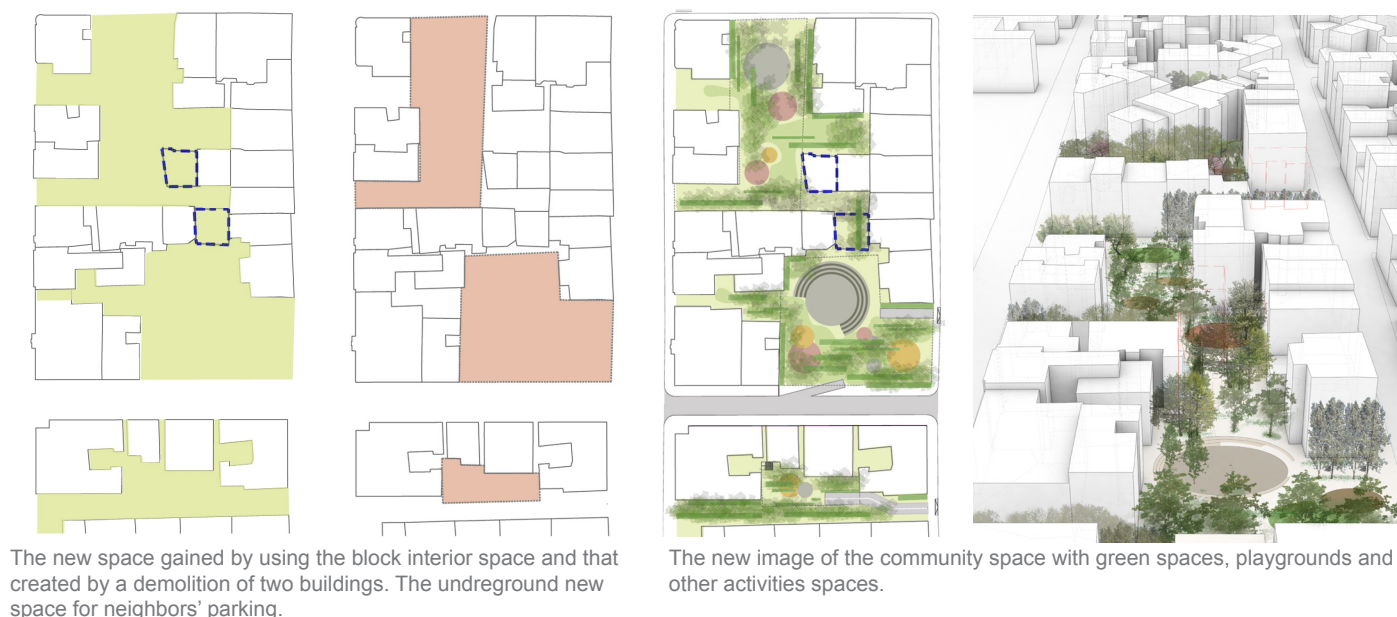 The new space gained by using the block interior space and that
created by a demolition of two buildings. The undreground new
space for neighbors' parking.
The new image of the community space with green spaces, playgrounds and
other activities spaces.